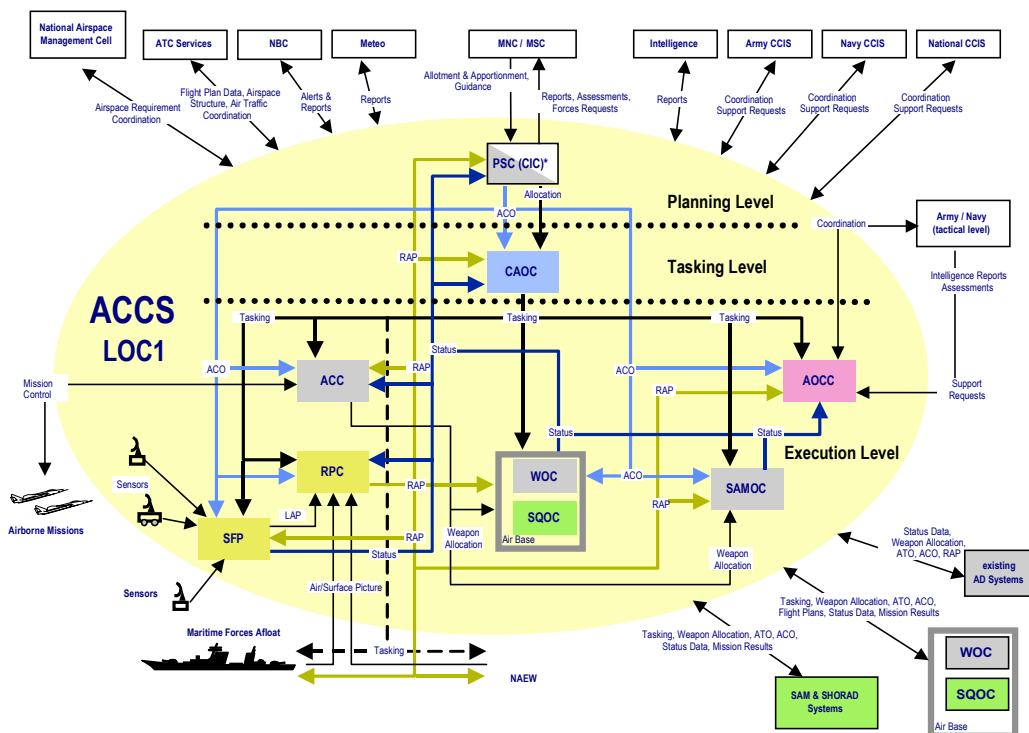 National Airspace
Management Cell
ATC Services
NBC
Meteo
MNC / MSC
Intelligence
Army CCIS
Navy CCIS
National CCIS
Airspace Requirement
Coordination
Flight Plan Data, Airspace
Structure, Air Traffic
Coordination
Alerts &
Reports
Reports
Allotment & Apportionment,
Guidance
Reports, Assessments,
Forces Requests
Reports
Coordination
Support Requests
Coordination
Support Requests
Coordination
Support Requests
PSC (CIC)*
Allocation
ACO
Planning Level
Coordination
Army / Navy
(tactical level)
RAP
CAOC
Tasking Level
Intelligence Reports
Assessments
ACCS
LOC1
Tasking
Tasking
Tasking
Tasking
Status
ACO
ACC
RAP
ACO
AOCC
RAP
Mission
Control
Support
Requests
Status
Status
Execution Level
RPC
RAP
WOC
ACO
SAMOC
Sensors
LAP
SQOC
RAP
Airborne Missions
SFP
RAP
Air Base
Status
Weapon
Allocation
Weapon
Allocation
Status Data,
Weapon Allocation,
ATO, ACO, RAP
existing
AD Systems
Sensors
Air/Surface Picture
Tasking, Weapon Allocation, ATO, ACO,
Flight Plans, Status Data, Mission Results
Maritime Forces Afloat
Tasking
NAEW
Tasking, Weapon Allocation, ATO, ACO,
Status Data, Mission Results
WOC
SQOC
Air Base
SAM & SHORAD
Systems